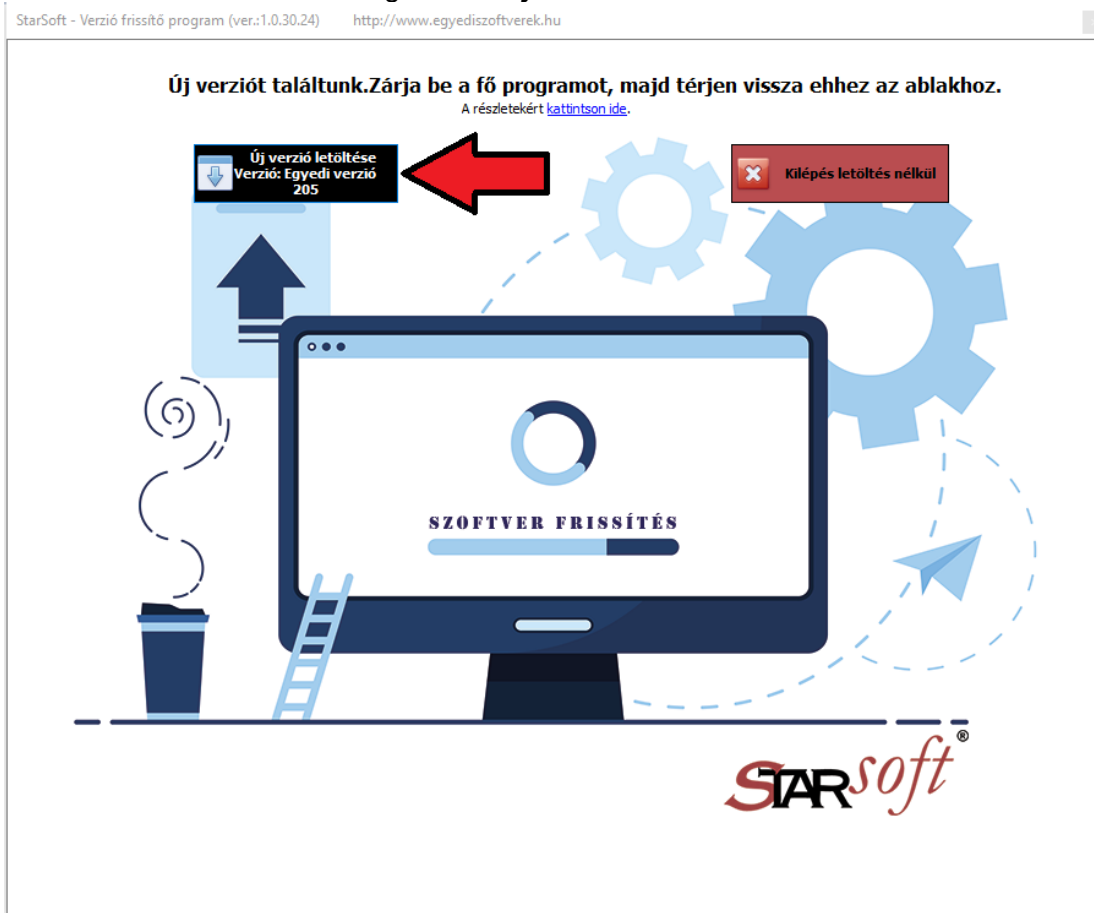 StarSoft - Verzió frissítő program (ver.:1.0.30.24) http://www.egyediszoftverek.hu
Új verziót találtunk.Zárja be a fő programot, majd térjen vissza ehhez az ablakhoz.
A részletekért kattintson ide.
Új verzió letöltése
Verzió: Egyedi verzió
205
Kilépés letöltés nélkül
SZOFTVER FRISSÍTÉS
STARsoft®